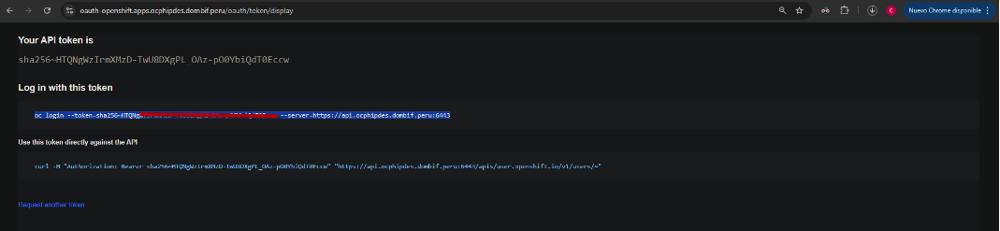 oauth-openshift.apps.ocphipdes.dombif.peru/oauth/token/display
C
Nuevo Chrome disponible
Your API token is
sha256~HTQNgWzIrmXMzD-TwU8DXgPL_OAz-pO0YbiQdT0Eccw
Log in with this token
oc login --token=sha256~HTQNg --server=https://api.ocphipdes.dombif.peru:6443
Use this token directly against the API
curl -H "Authorization: Bearer sha256~HTQNgWzIrmXMzD-TwU8DXgPL_OAz-pO0YbiQdT0Eccw" "https://api.ocphipdes.dombif.peru:6443/apis/user.openshift.io/v1/users/~"
Request another token